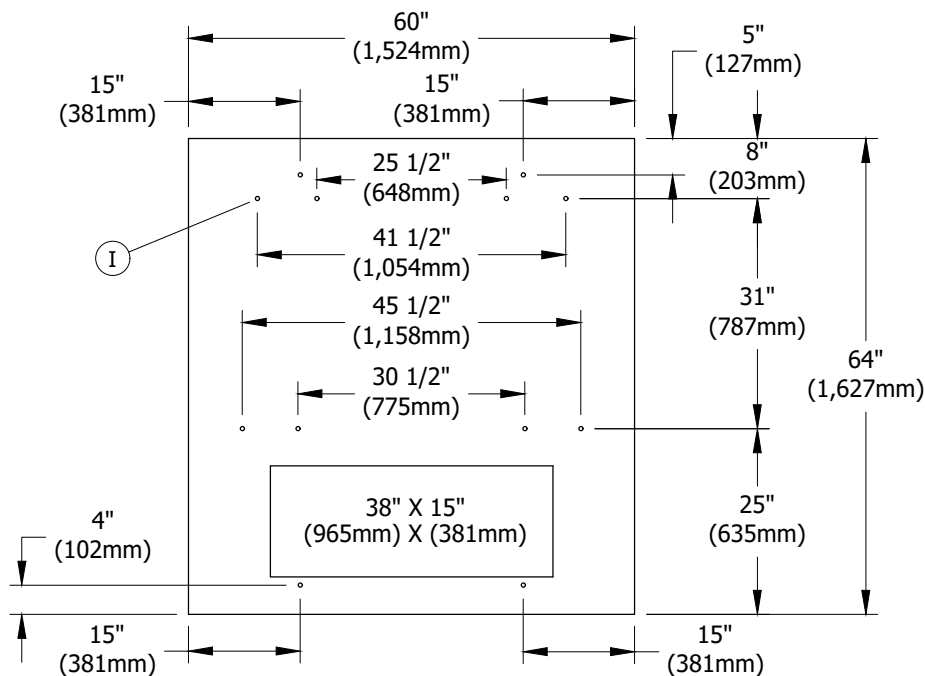 60"
(1,524mm)
5"
(127mm)
15"
(381mm)
15"
(381mm)
25 1/2"
(648mm)
8"
(203mm)
I
41 1/2"
(1,054mm)
45 1/2"
(1,158mm)
31"
(787mm)
64"
(1,627mm)
30 1/2"
(775mm)
38" X 15"
(965mm) X (381mm)
25"
(635mm)
4"
(102mm)
15"
(381mm)
15"
(381mm)